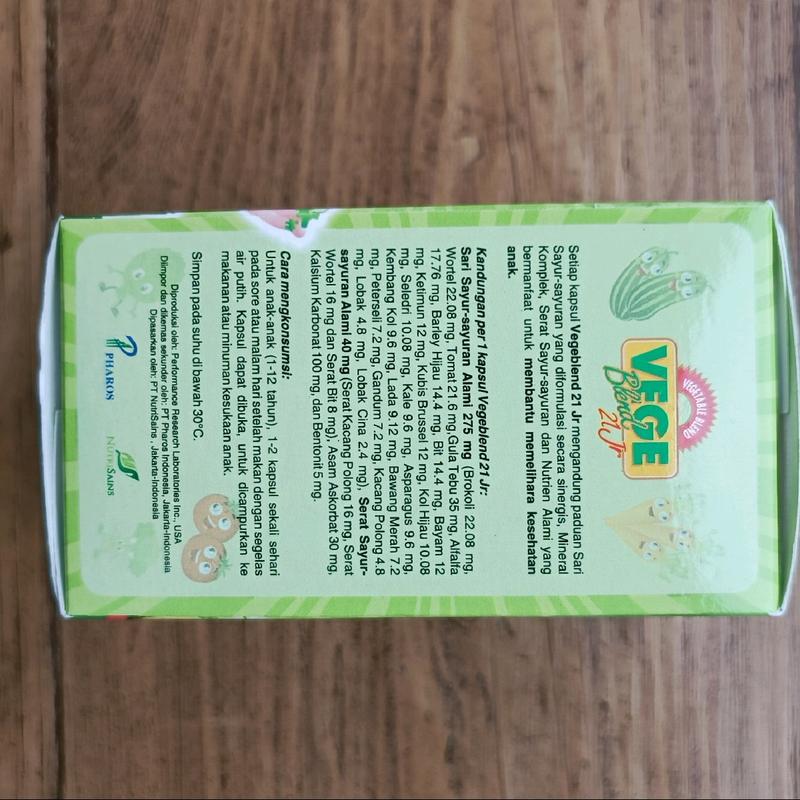 VEGETABLE BLEND
VEGE
Blend
21 Jr
Setiap kapsul Vegeblend 21 Jr mengandung paduan Sari
Sayur-sayuran yang diformulasi secara sinergis, Mineral
Komplek, Serat Sayur-sayuran dan Nutrien Alami yang
bermanfaat untuk membantu memelihara kesehatan
anak.
Kandungan per 1 kapsul Vegeblend 21 Jr:
Sari Sayur-sayuran Alami 275 mg (Brokoli 22.08 mg,
Wortel 22.08 mg, Tomat 21.6 mg,Gula Tebu 35 mg, Alfalfa
17.76 mg, Barley Hijau 14.4 mg, Bit 14.4 mg, Bayam 12
mg, Ketimun 12 mg, Kubis Brussel 12 mg, Kol Hijau 10.08
mg, Seledri 10.08 mg, Kale 9.6 mg, Asparagus 9.6 mg,
Kembang Kol 9.6 mg, Lada 9.12 mg, Bawang Merah 7.2
mg, Peterseli 7.2 mg, Gandum 7.2 mg, Kacang Polong 4.8
mg, Lobak 4.8 mg, Lobak Cina 2.4 mg), Serat Sayur-
sayuran Alami 40 mg (Serat Kacang Polong 16 mg, Serat
Wortel 16 mg dan Serat Bit 8 mg), Asam Askorbat 30 mg,
Kalsium Karbonat 100 mg, dan Bentonit 5 mg.
Cara mengkonsumsi:
Untuk anak-anak (1-12 tahun), 1-2 kapsul sekali sehari
pada sore atau malam hari setelah makan dengan segelas
air putih. Kapsul dapat dibuka, untuk dicampurkan ke
makanan atau minuman kesukaan anak.
Simpan pada suhu di bawah 30°C.
Diproduksi oleh: Performance Research Laboratories Inc., USA
Diimpor dan dikemas sekunder oleh: PT Pharos Indonesia, Jakarta-Indonesia
Dipasarkan oleh: PT NutriSains, Jakarta-Indonesia
PHAROS
NUTRISAINS